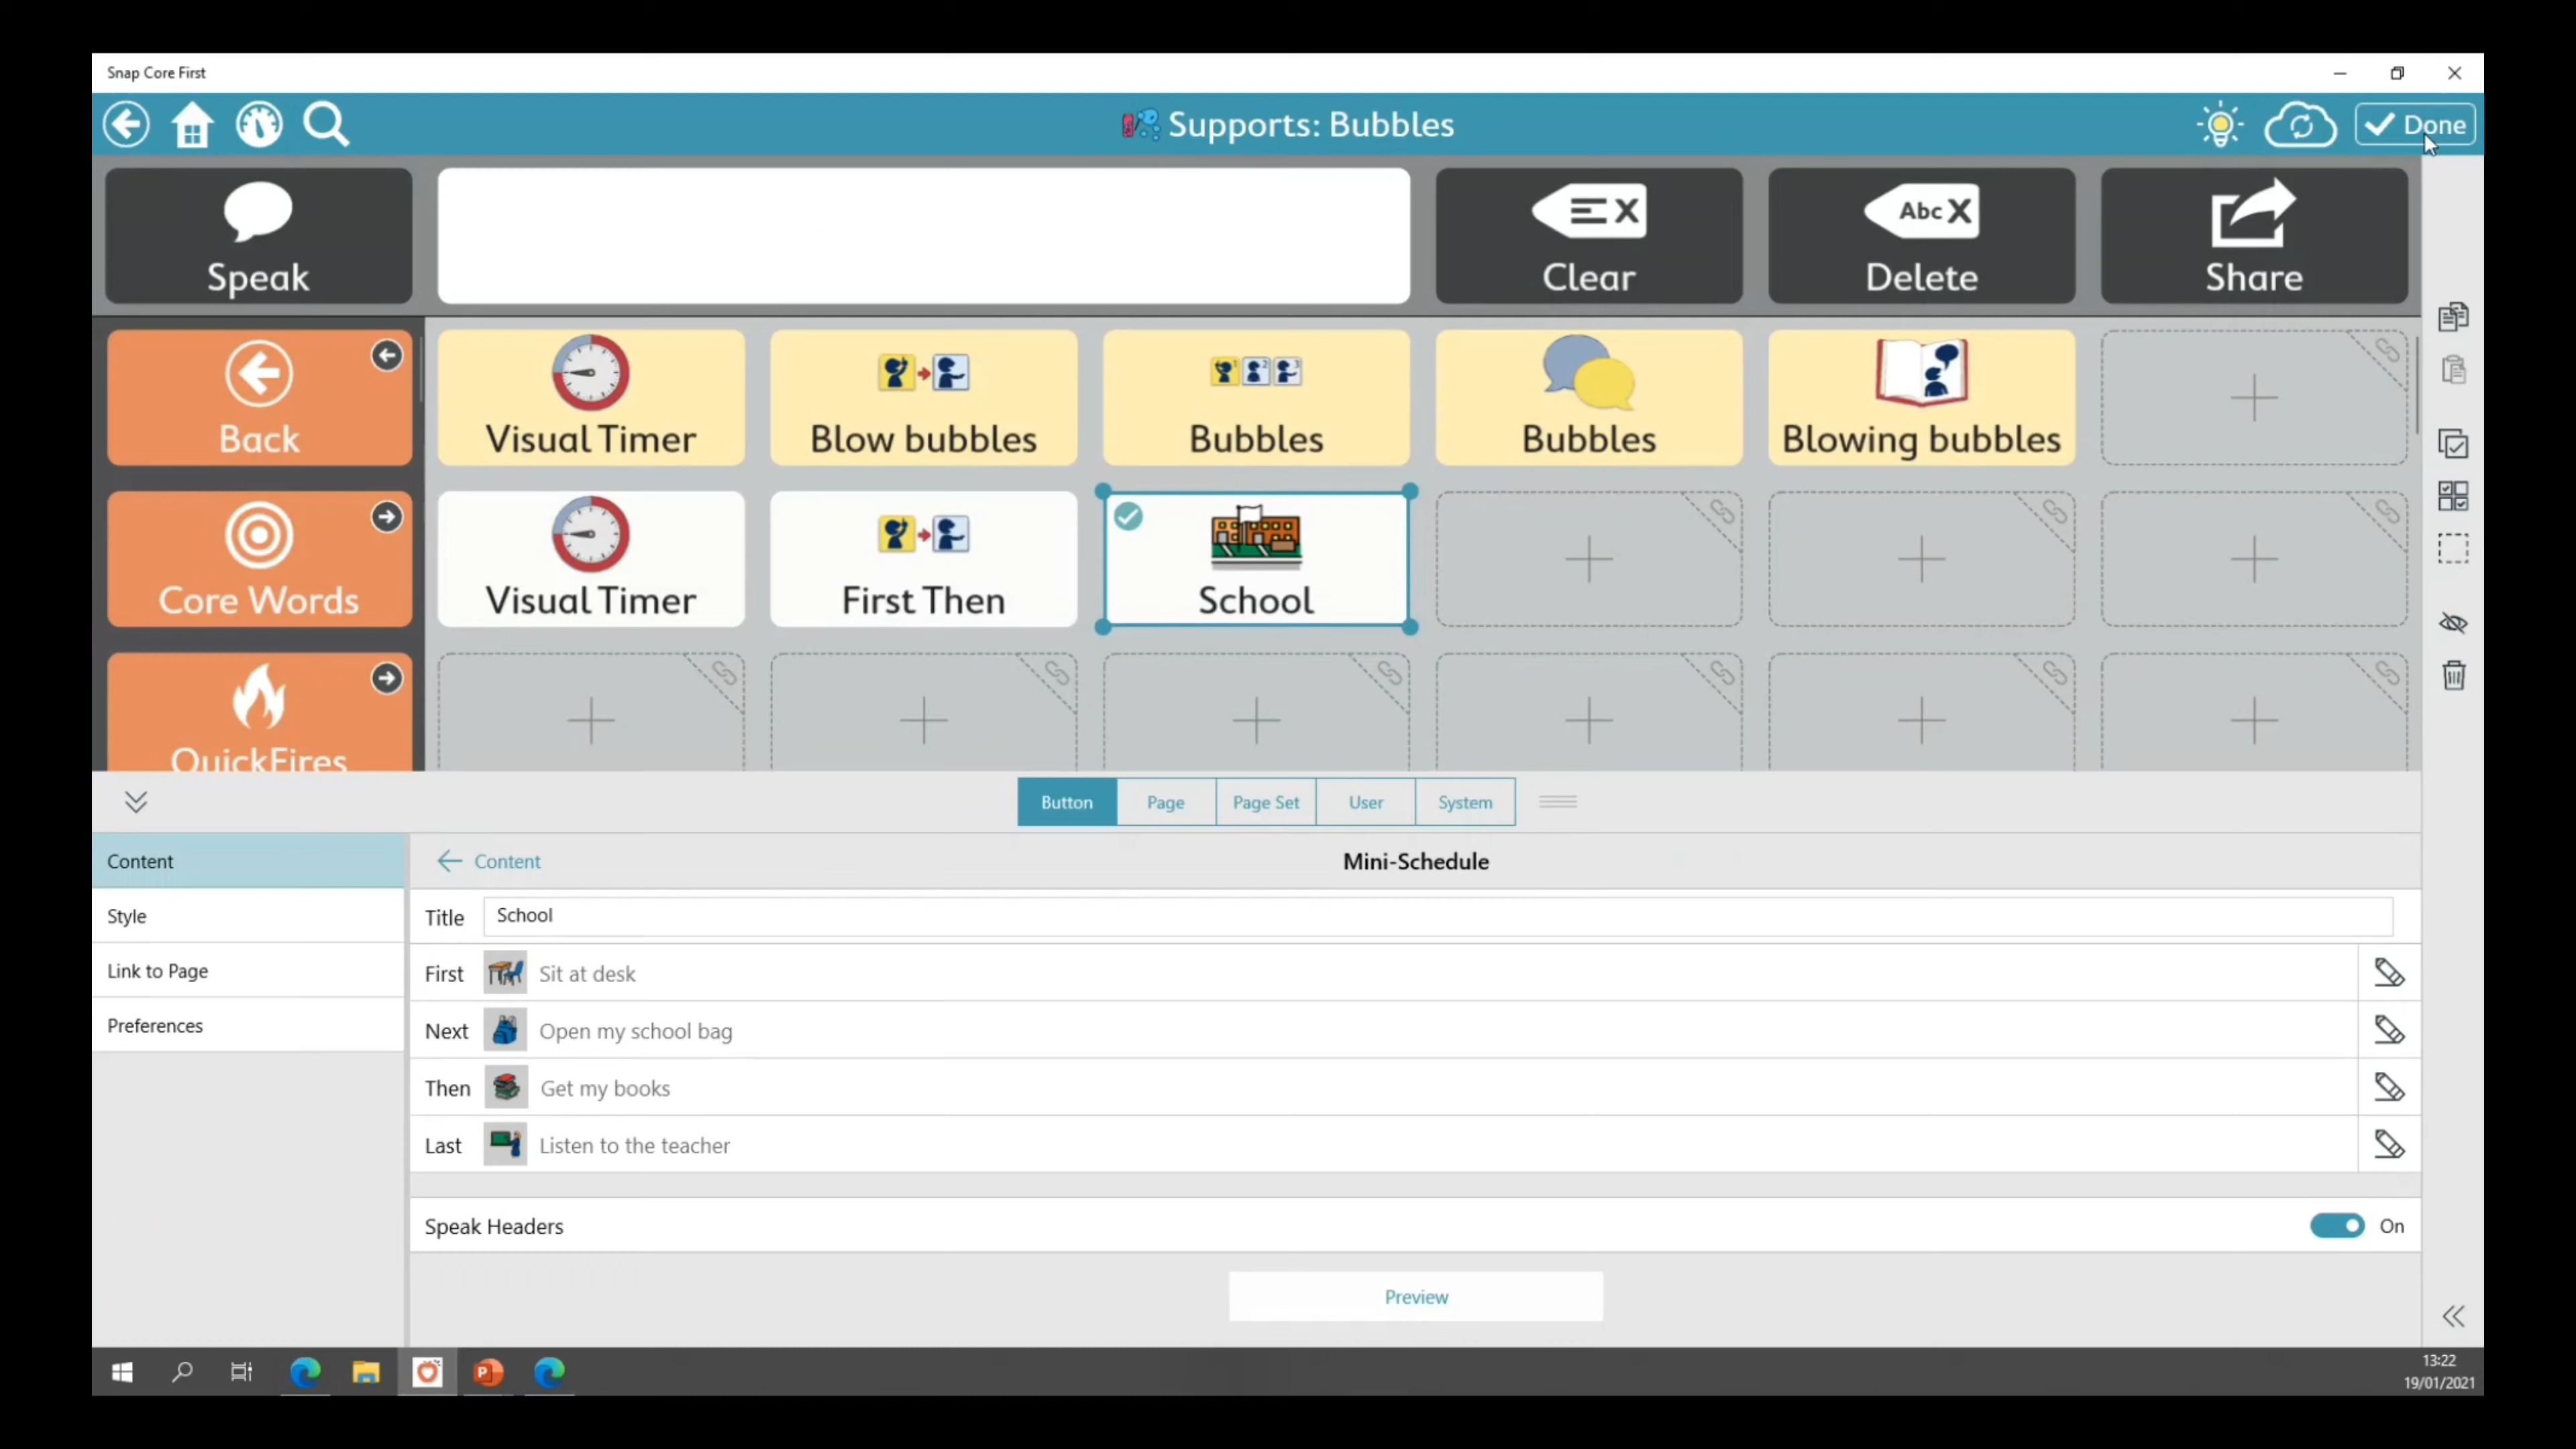 Snap Core First
Supports: Bubbles
Done
Speak
Clear
Abc X
Delete
Share
Back
Visual Timer
Blow bubbles
Bubbles
Bubbles
Blowing bubbles
Core Words
Visual Timer
First Then
School
QuickFires
Button
Page
Page Set
User
System
Content
Content
Mini-Schedule
Style
Title School
Link to Page
First Sit at desk
Preferences
Next Open my school bag
Then Get my books
Last Listen to the teacher
Speak Headers
On
Preview
13:22
19/01/2021